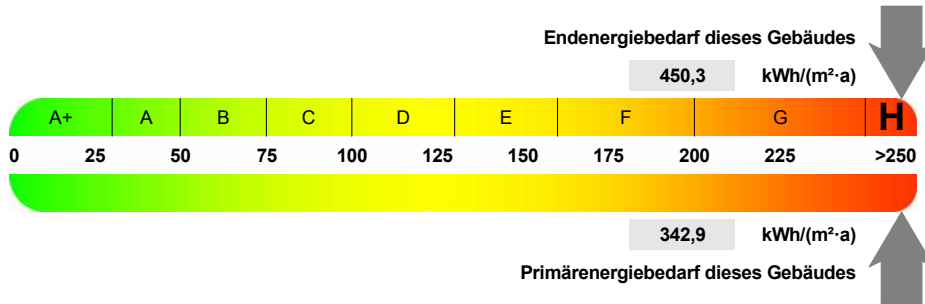 Endenergiebedarf dieses Gebäudes
450,3 kWh/(m²·a)
A+ A B C D E F G H
0 25 50 75 100 125 150 175 200 225 >250
342,9 kWh/(m²·a)
Primärenergiebedarf dieses Gebäudes